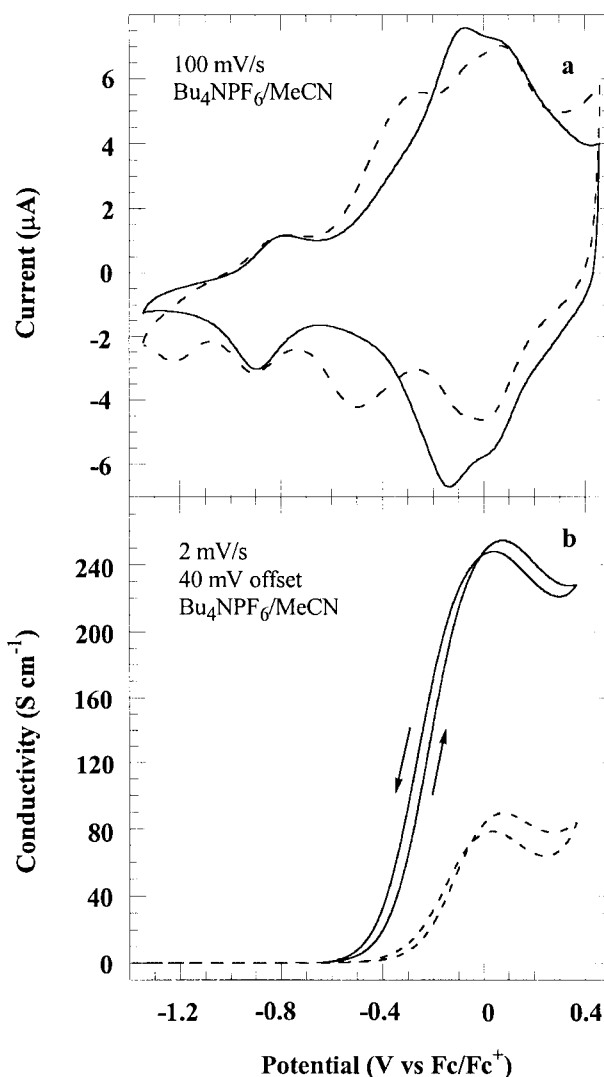 a
100 mV/s
Bu₄NPF₆/MeCN
6
4
2
0
-2
-4
-6
Current (μA)
b
2 mV/s
40 mV offset
Bu₄NPF₆/MeCN
240
200
160
120
80
40
0
Conductivity (S cm⁻¹)
-1.2 -0.8 -0.4 0 0.4
Potential (V vs Fc/Fc⁺)